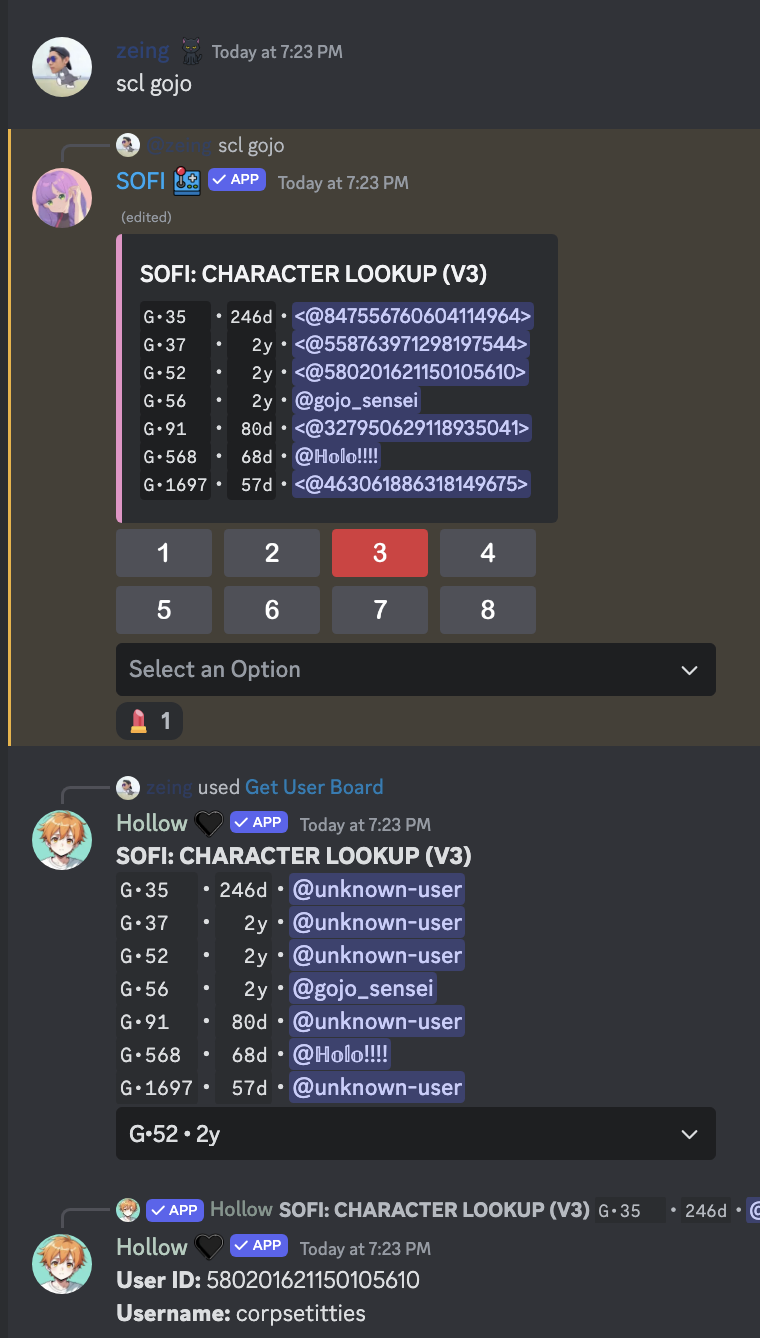 zeing Today at 7:23 PM
scl gojo
@zeing scl gojo
SOFI APP Today at 7:23 PM
(edited)
SOFI: CHARACTER LOOKUP (V3)
G•35 • 246d • <@847556760604114964>
G•37 • 2y • <@558763971298197544>
G•52 • 2y • <@580201621150105610>
G•56 • 2y • @gojo_sensei
G•91 • 80d • <@327950629118935041>
G•568 • 68d • @ℍ𝕠𝕝𝕠!!!!
G•1697 • 57d • <@463061886318149675>
1 2 3 4
5 6 7 8
Select an Option
1
zeing used Get User Board
Hollow APP Today at 7:23 PM
SOFI: CHARACTER LOOKUP (V3)
G•35 • 246d • @unknown-user
G•37 • 2y • @unknown-user
G•52 • 2y • @unknown-user
G•56 • 2y • @gojo_sensei
G•91 • 80d • @unknown-user
G•568 • 68d • @ℍ𝕠𝕝𝕠!!!!
G•1697 • 57d • @unknown-user
G•52 • 2y
APP Hollow SOFI: CHARACTER LOOKUP (V3) G•35 • 246d • @
Hollow APP Today at 7:23 PM
User ID: 580201621150105610
Username: corpsetitties